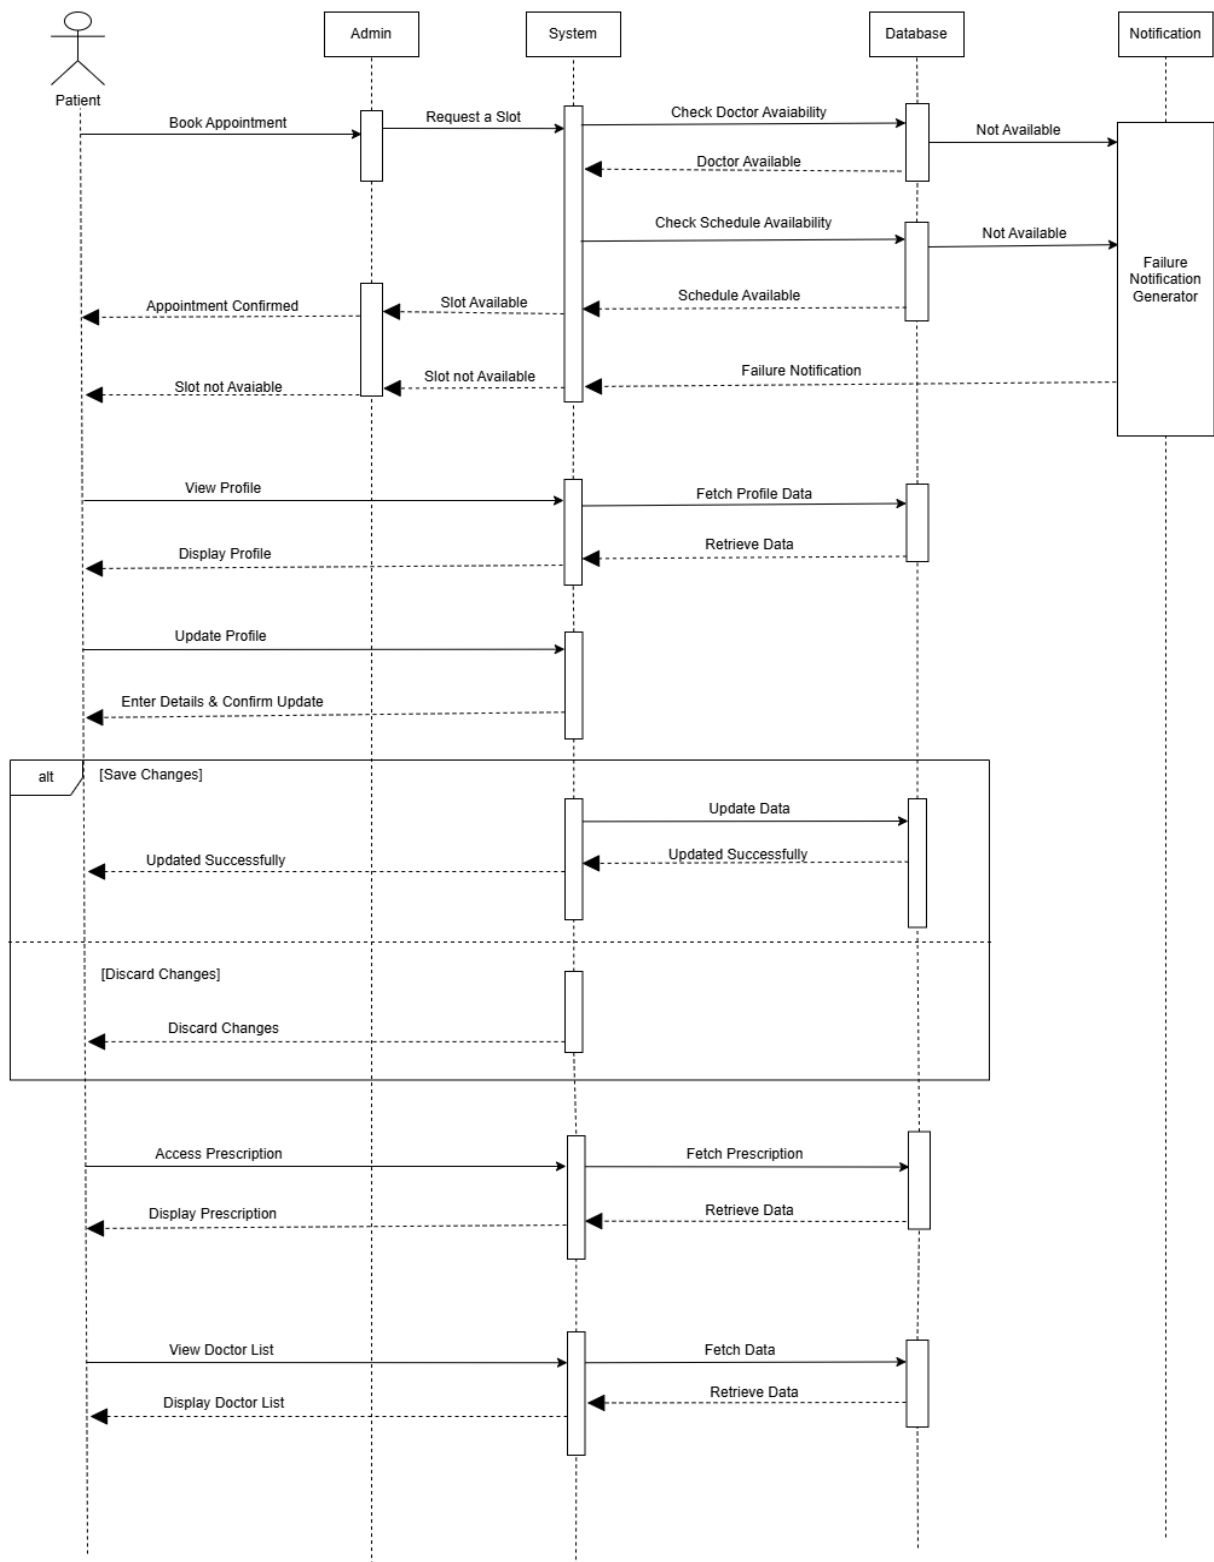 Admin
System
Database
Notification
Patient
Book Appointment
Request a Slot
Check Doctor Avaiability
Not Available
Doctor Available
Check Schedule Availability
Not Available
Failure
Notification
Generator
Appointment Confirmed
Slot Available
Schedule Available
Slot not Avaiable
Slot not Available
Failure Notification
View Profile
Fetch Profile Data
Display Profile
Retrieve Data
Update Profile
Enter Details & Confirm Update
alt
[Save Changes]
Update Data
Updated Successfully
Updated Successfully
[Discard Changes]
Discard Changes
Access Prescription
Fetch Prescription
Display Prescription
Retrieve Data
View Doctor List
Fetch Data
Display Doctor List
Retrieve Data